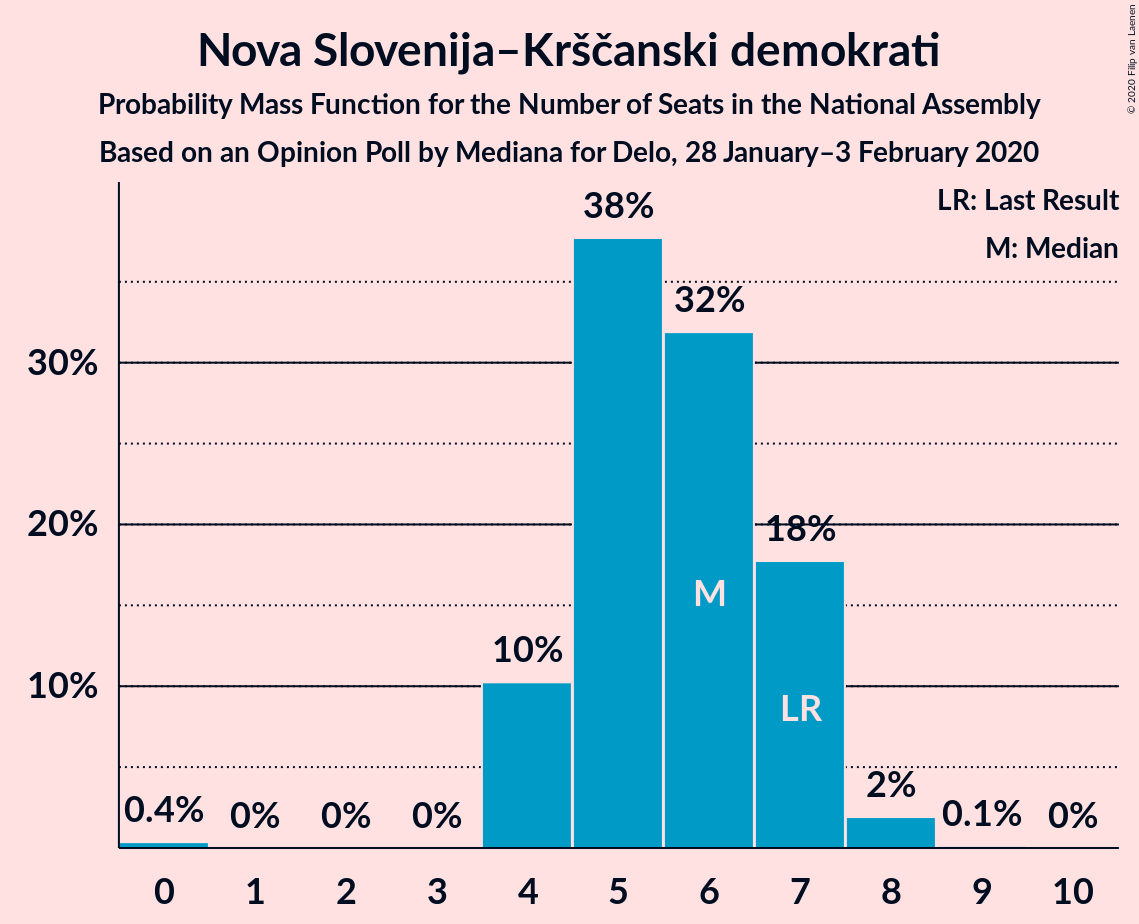 Nova Slovenija–Krščanski demokrati
Probability Mass Function for the Number of Seats in the National Assembly
Based on an Opinion Poll by Mediana for Delo, 28 January–3 February 2020
© 2020 Filip van Laenen
LR: Last Result
M: Median
38%
32%
30%
20%
18%
M
10%
10%
LR
2%
0.4%
0%
0%
0%
0.1%
0%
0 1 2 3 4 5 6 7 8 9 10